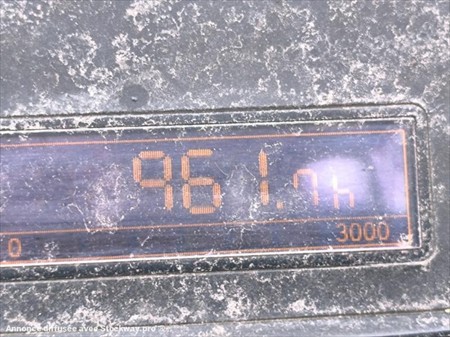 961.7h
0 3000
Annonce diffusée avec Stockway.pro